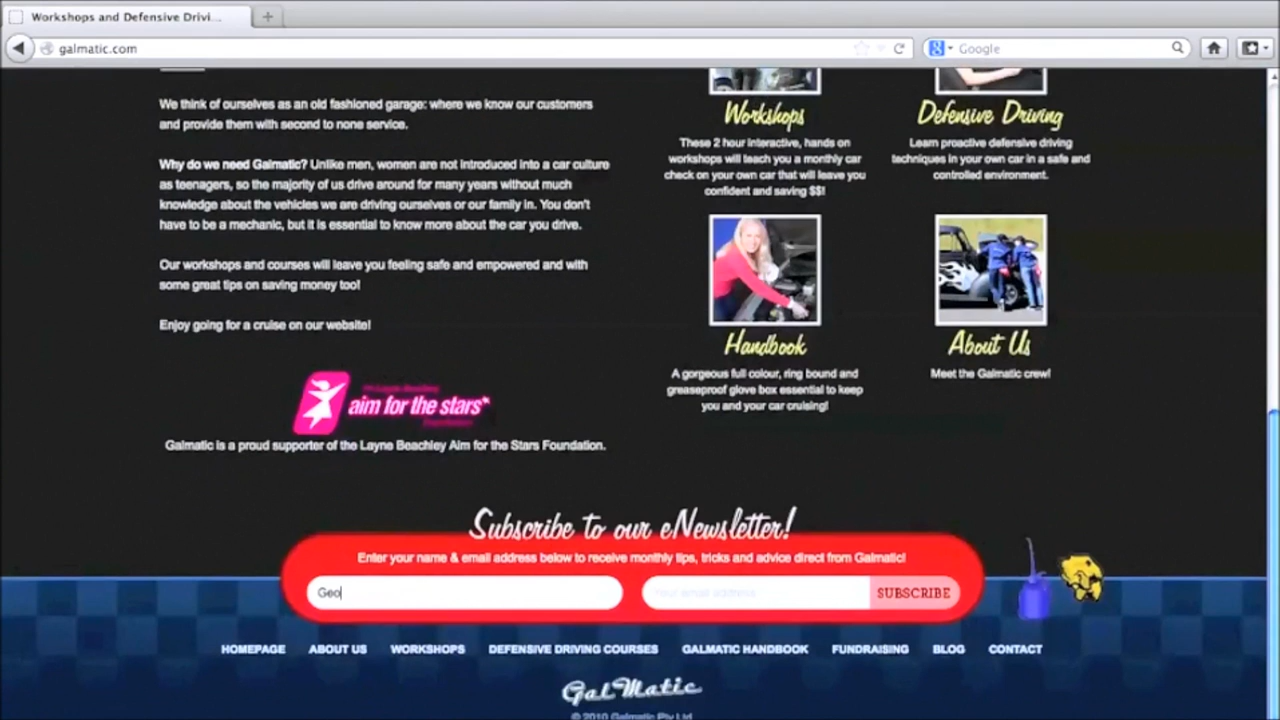 Workshops and Defensive Drivi...
galmatic.com
Google
We think of ourselves as an old fashioned garage: where we know our customers
and provide them with second to none service.
Why do we need Galmatic? Unlike men, women are not introduced into a car culture
as teenagers, so the majority of us drive around for many years without much
knowledge about the vehicles we are driving ourselves or our family in. You don't
have to be a mechanic, but it is essential to know more about the car you drive.
Our workshops and courses will leave you feeling safe and empowered and with
some great tips on saving money too!
Enjoy going for a cruise on our website!
aim for the stars
Galmatic is a proud supporter of the Layne Beachley Aim for the Stars Foundation.
Workshops
These 2 hour interactive, hands on
workshops will teach you a monthly car
check on your own car that will leave you
confident and saving $$!
Defensive Driving
Learn proactive defensive driving
techniques in your own car in a safe and
controlled environment.
Handbook
A gorgeous full colour, ring bound and
greaseproof glove box essential to keep
you and your car cruising!
About Us
Meet the Galmatic crew!
Subscribe to our eNewsletter!
Enter your name & email address below to receive monthly tips, tricks and advice direct from Galmatic!
Geo
Your email address
SUBSCRIBE
HOMEPAGE ABOUT US WORKSHOPS DEFENSIVE DRIVING COURSES GALMATIC HANDBOOK FUNDRAISING BLOG CONTACT
GalMatic
© 2010 Galmatic Pty Ltd